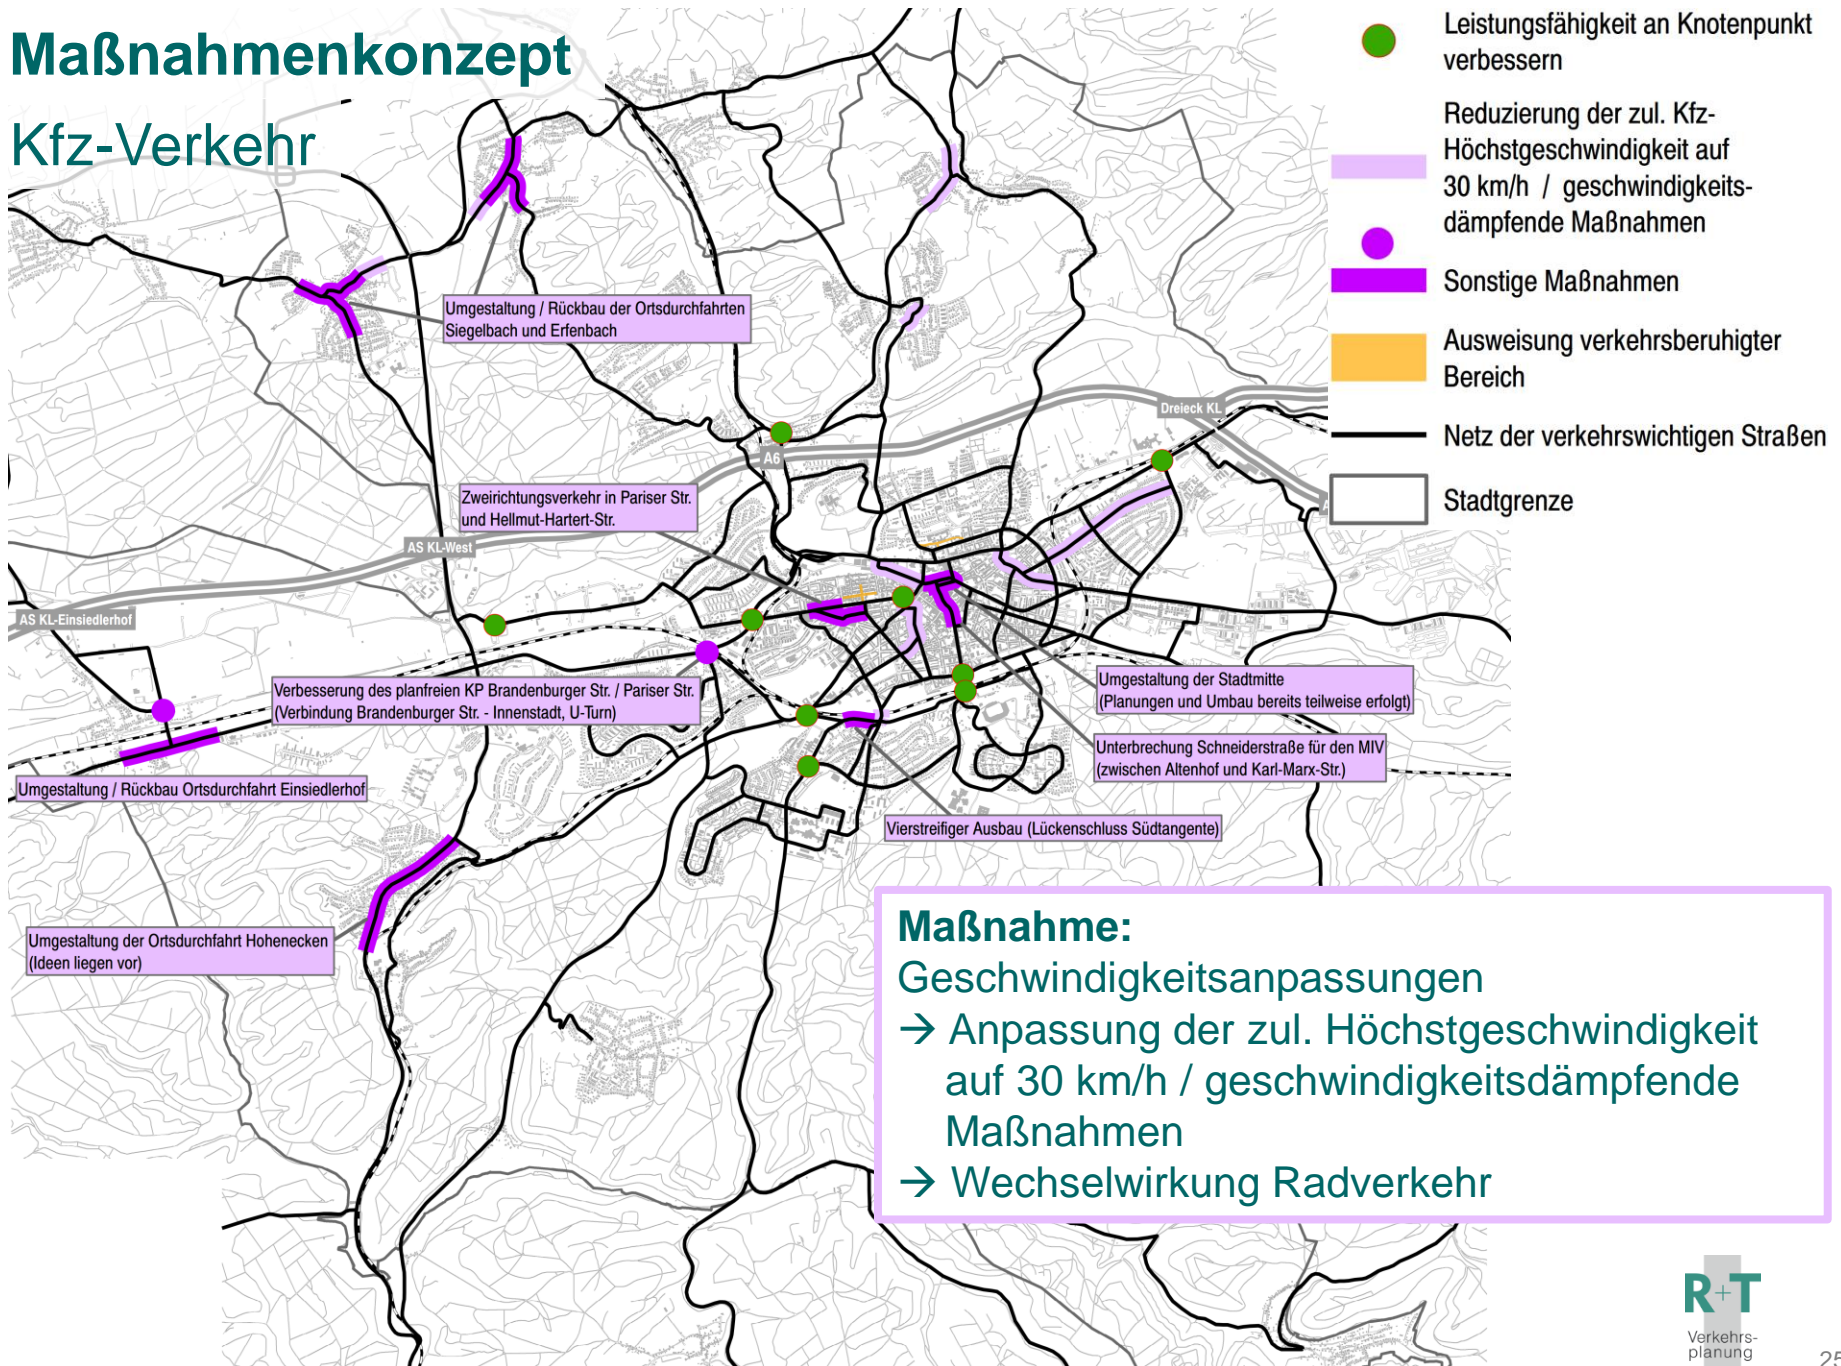 Maßnahmenkonzept
Kfz-Verkehr
Leistungsfähigkeit an Knotenpunkt
verbessern
Reduzierung der zul. Kfz-
Höchstgeschwindigkeit auf
30 km/h / geschwindigkeits-
dämpfende Maßnahmen
Sonstige Maßnahmen
Ausweisung verkehrsberuhigter
Bereich
Netz der verkehrswichtigen Straßen
Stadtgrenze
Umgestaltung / Rückbau der Ortsdurchfahrten
Siegelbach und Erfenbach
Dreieck KL
A6
Zweirichtungsverkehr in Pariser Str.
und Hellmut-Hartert-Str.
AS KL-West
AS KL-Einsiedlerhof
Verbesserung des planfreien KP Brandenburger Str. / Pariser Str.
(Verbindung Brandenburger Str. - Innenstadt, U-Turn)
Umgestaltung der Stadtmitte
(Planungen und Umbau bereits teilweise erfolgt)
Unterbrechung Schneiderstraße für den MIV
(zwischen Altenhof und Karl-Marx-Str.)
Umgestaltung / Rückbau Ortsdurchfahrt Einsiedlerhof
Vierstreifiger Ausbau (Lückenschluss Südtangente)
Umgestaltung der Ortsdurchfahrt Hohenecken
(Ideen liegen vor)
Maßnahme:
Geschwindigkeitsanpassungen
→ Anpassung der zul. Höchstgeschwindigkeit
auf 30 km/h / geschwindigkeitsdämpfende
Maßnahmen
→ Wechselwirkung Radverkehr
R+T
Verkehrs-
planung
25